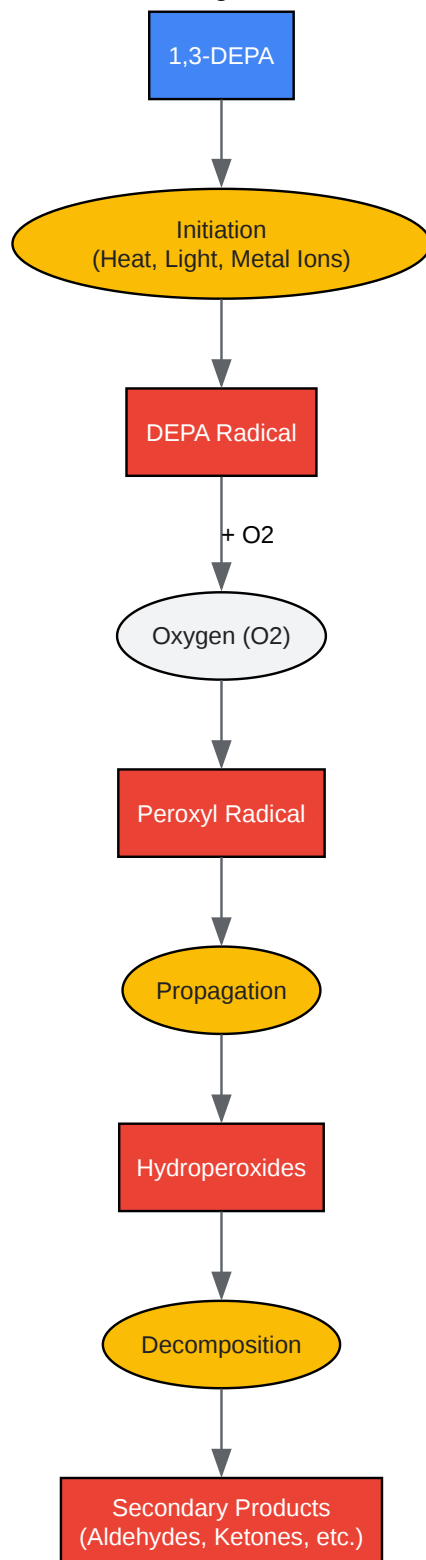 1,3-DEPA
Initiation
(Heat, Light, Metal Ions)
DEPA Radical
+ O2
Oxygen (O2)
Peroxyl Radical
Propagation
Hydroperoxides
Decomposition
Secondary Products
(Aldehydes, Ketones, etc.)